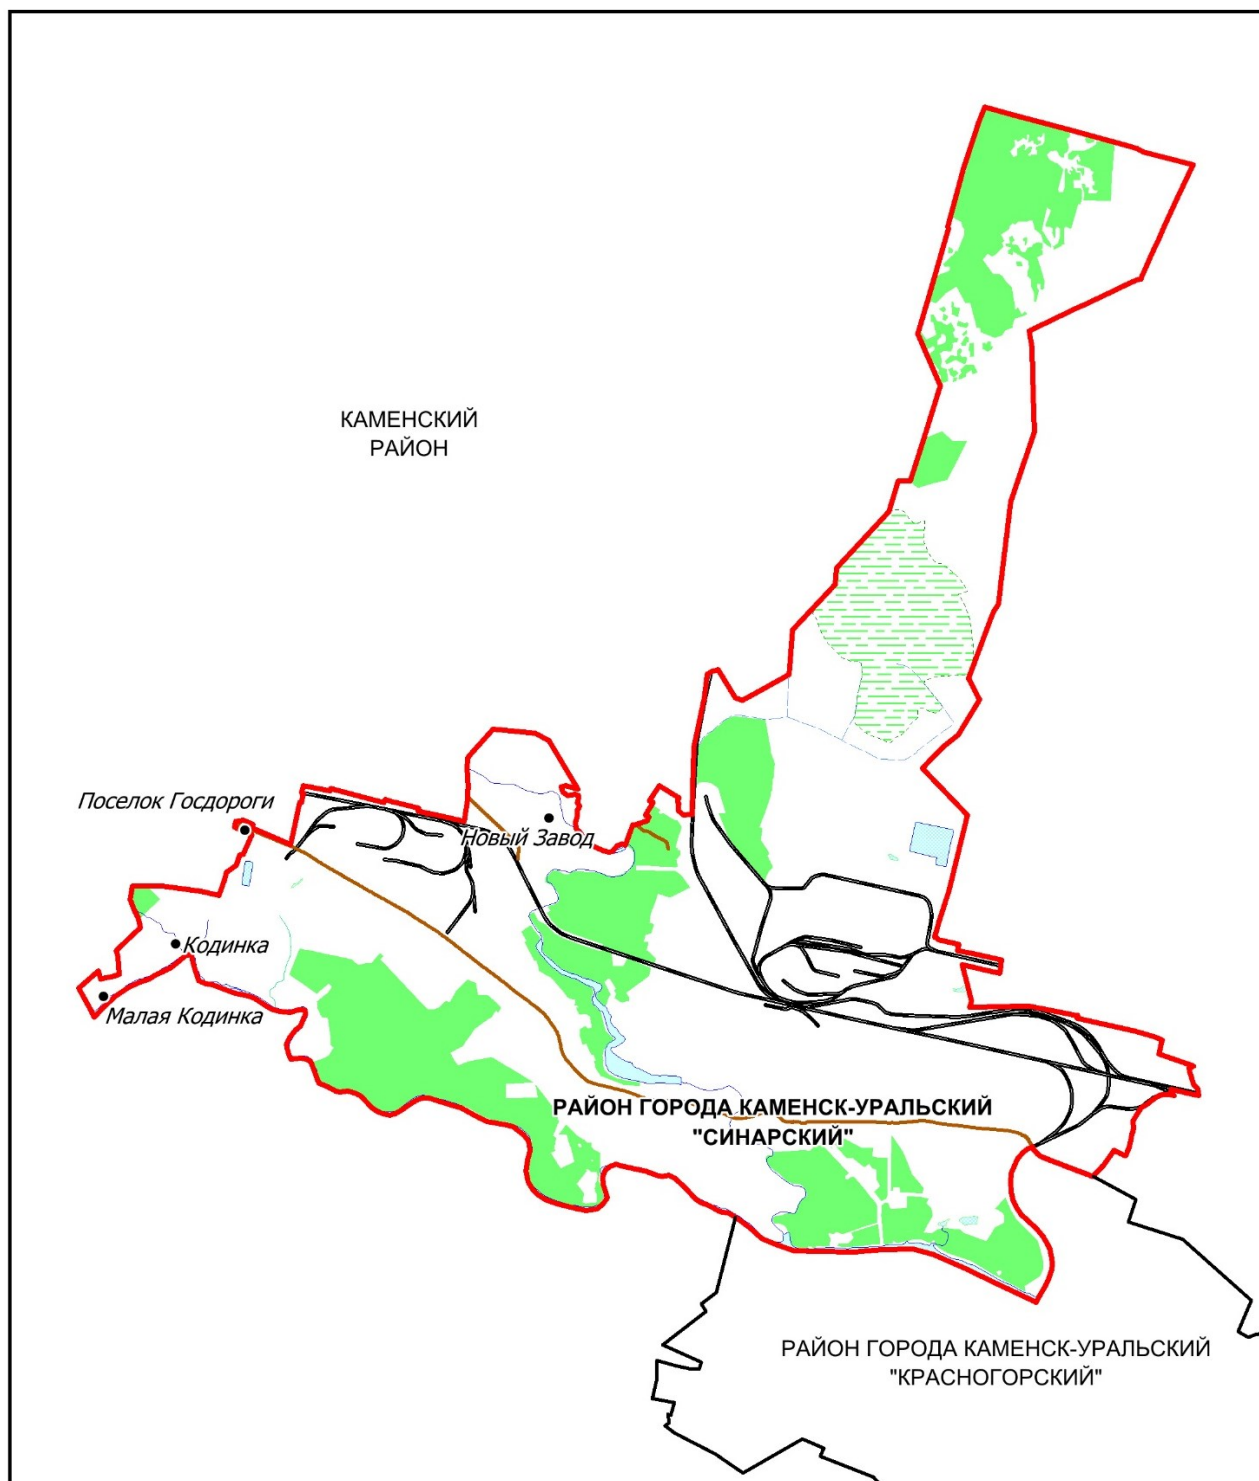 КАМЕНСКИЙ
РАЙОН
Поселок Госдороги
Новый Завод
Кодинка
Малая Кодинка
РАЙОН ГОРОДА КАМЕНСК-УРАЛЬСКИЙ
"СИНАРСКИЙ"
РАЙОН ГОРОДА КАМЕНСК-УРАЛЬСКИЙ
"КРАСНОГОРСКИЙ"